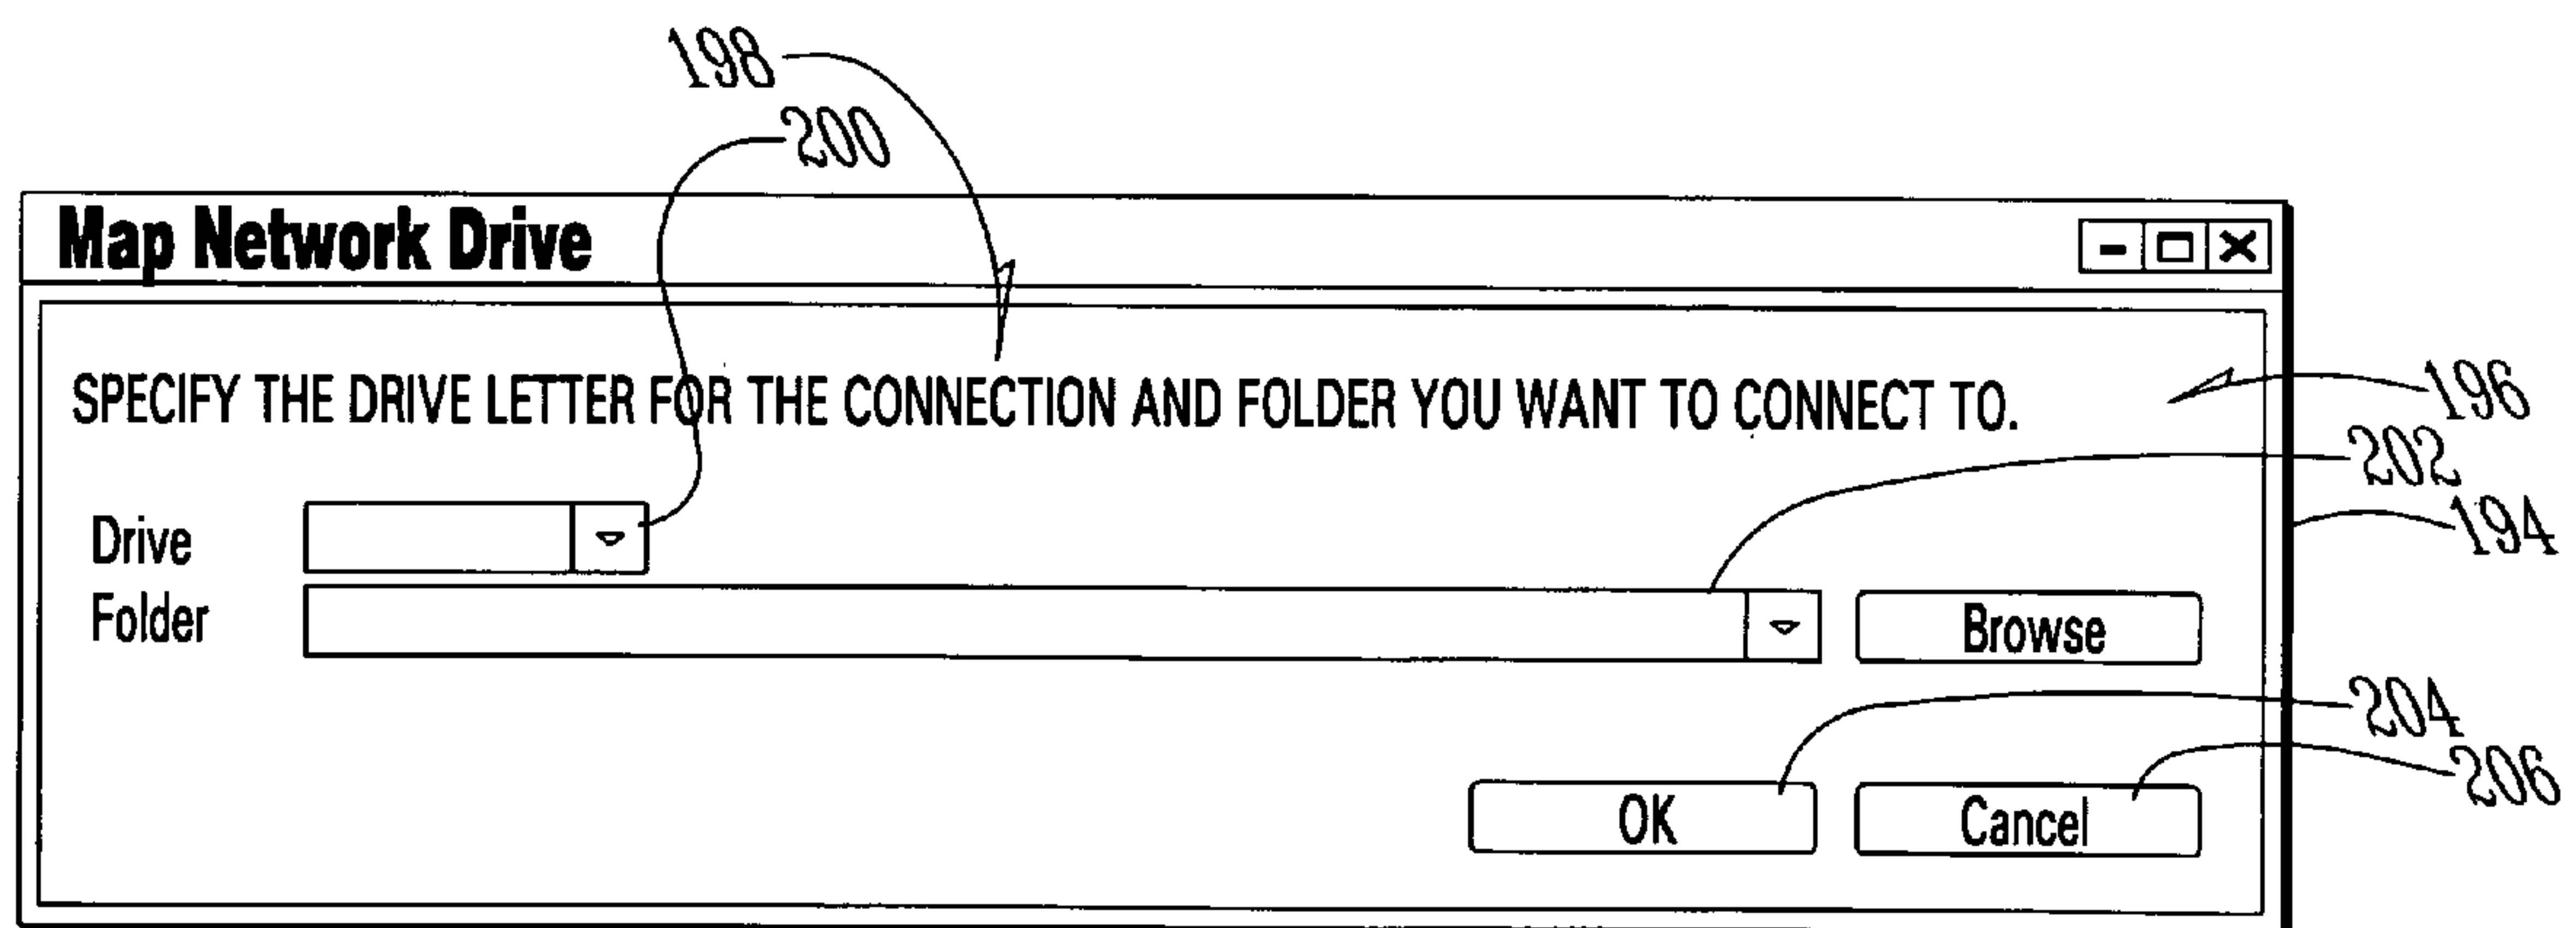 198
200
Map Network Drive
SPECIFY THE DRIVE LETTER FOR THE CONNECTION AND FOLDER YOU WANT TO CONNECT TO.
196
202
Drive
194
Folder
Browse
204
206
OK
Cancel